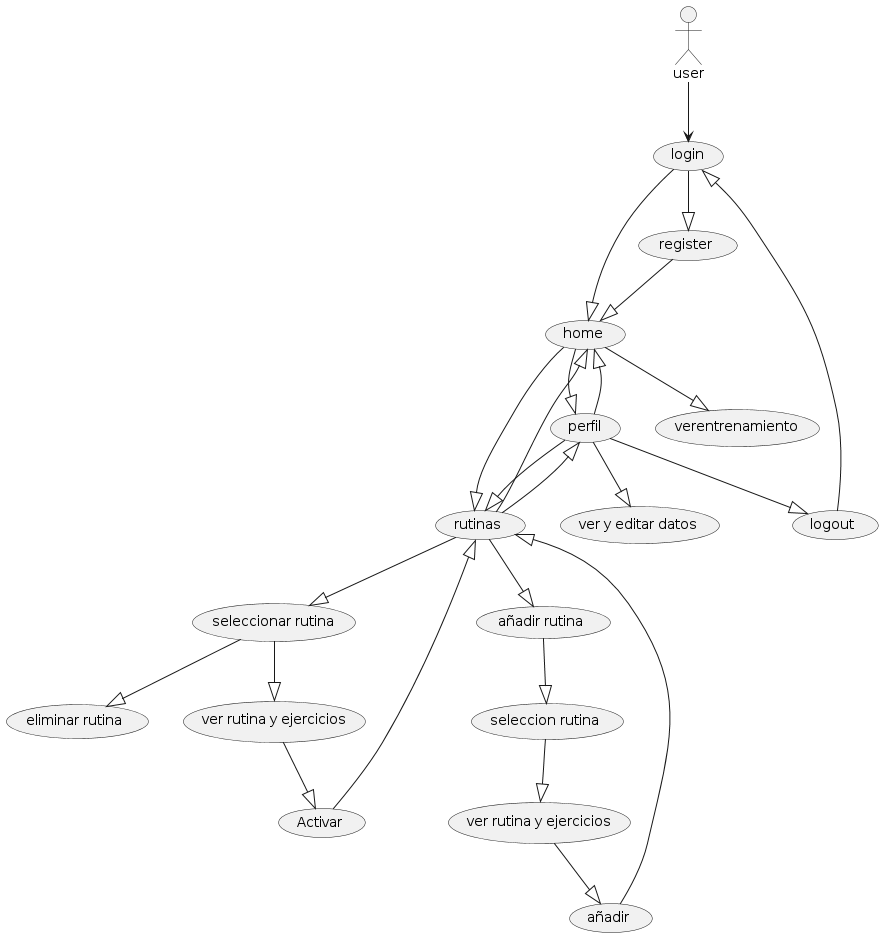 user
login
register
home
perfil
verentrenamiento
rutinas
ver y editar datos
logout
seleccionar rutina
añadir rutina
eliminar rutina
ver rutina y ejercicios
seleccion rutina
Activar
ver rutina y ejercicios
añadir